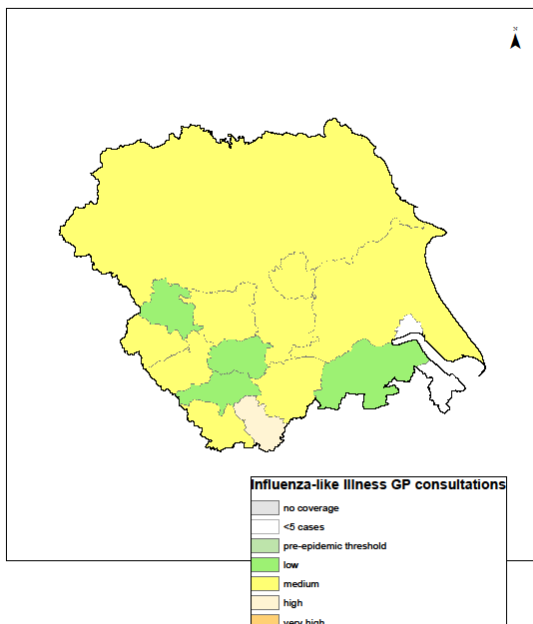 N
Influenza-like Illness GP consultations
no coverage
<5 cases
pre-epidemic threshold
low
medium
high
very high